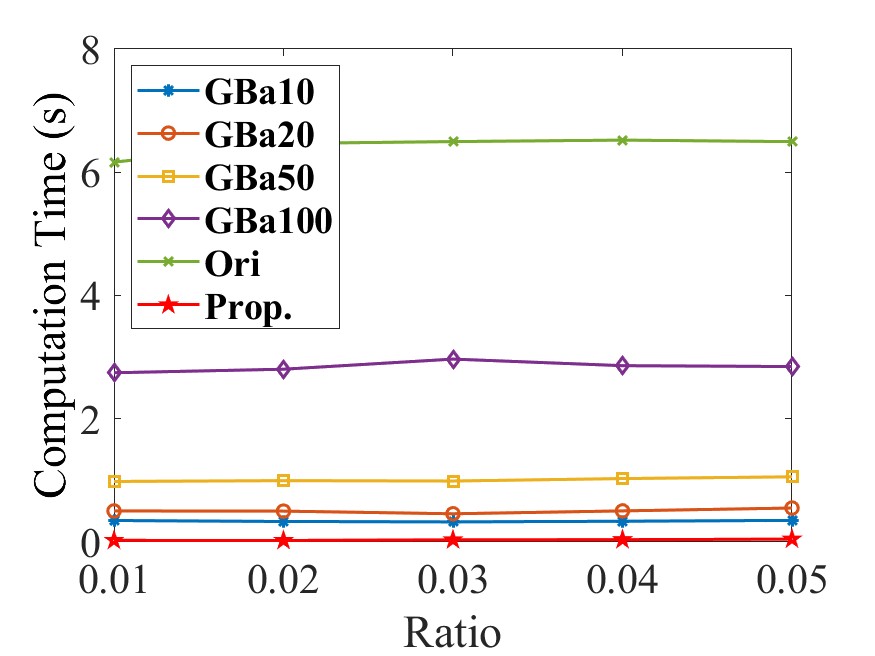 8
6
4
2
0
Computation Time (s)
GBa10
GBa20
GBa50
GBa100
Ori
Prop.
0.01 0.02 0.03 0.04 0.05
Ratio